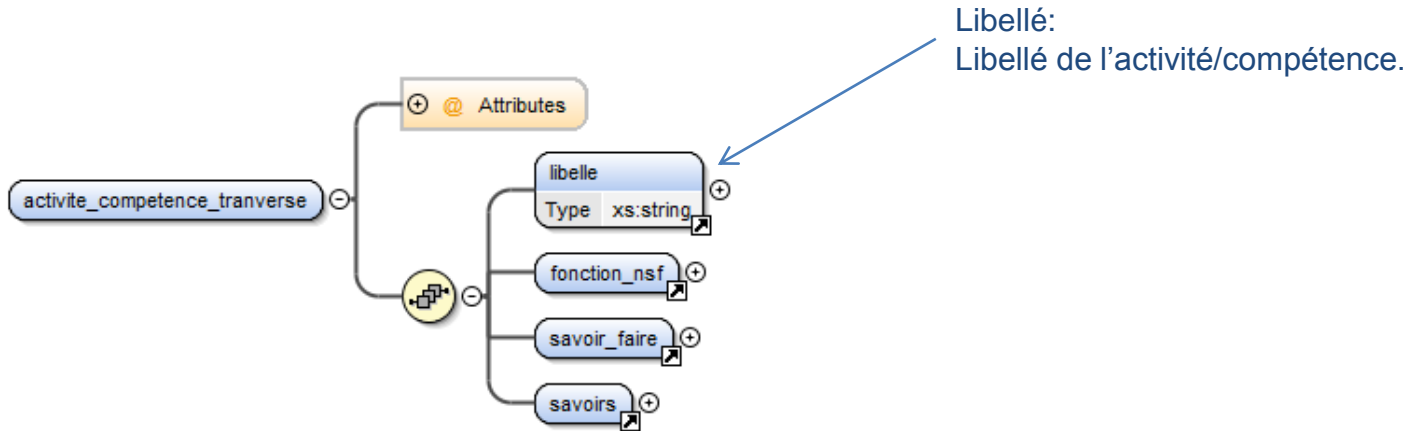 Libellé:
Libellé de l’activité/compétence.
@ Attributes
libelle
Type xs:string
activite_competence_tranverse
fonction_nsf
savoir_faire
savoirs